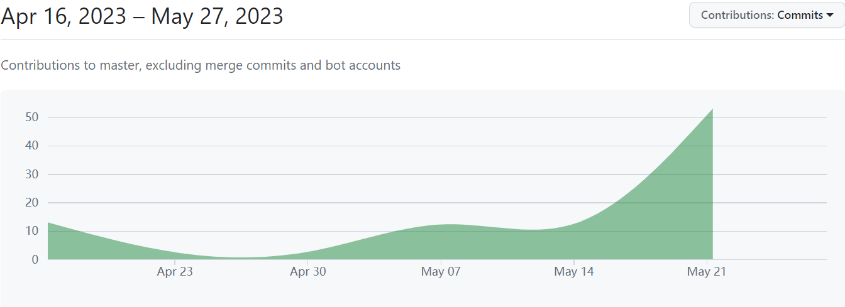 Apr 16, 2023 – May 27, 2023
Contributions: Commits
Contributions to master, excluding merge commits and bot accounts
50
40
30
20
10
0
Apr 23
Apr 30
May 07
May 14
May 21